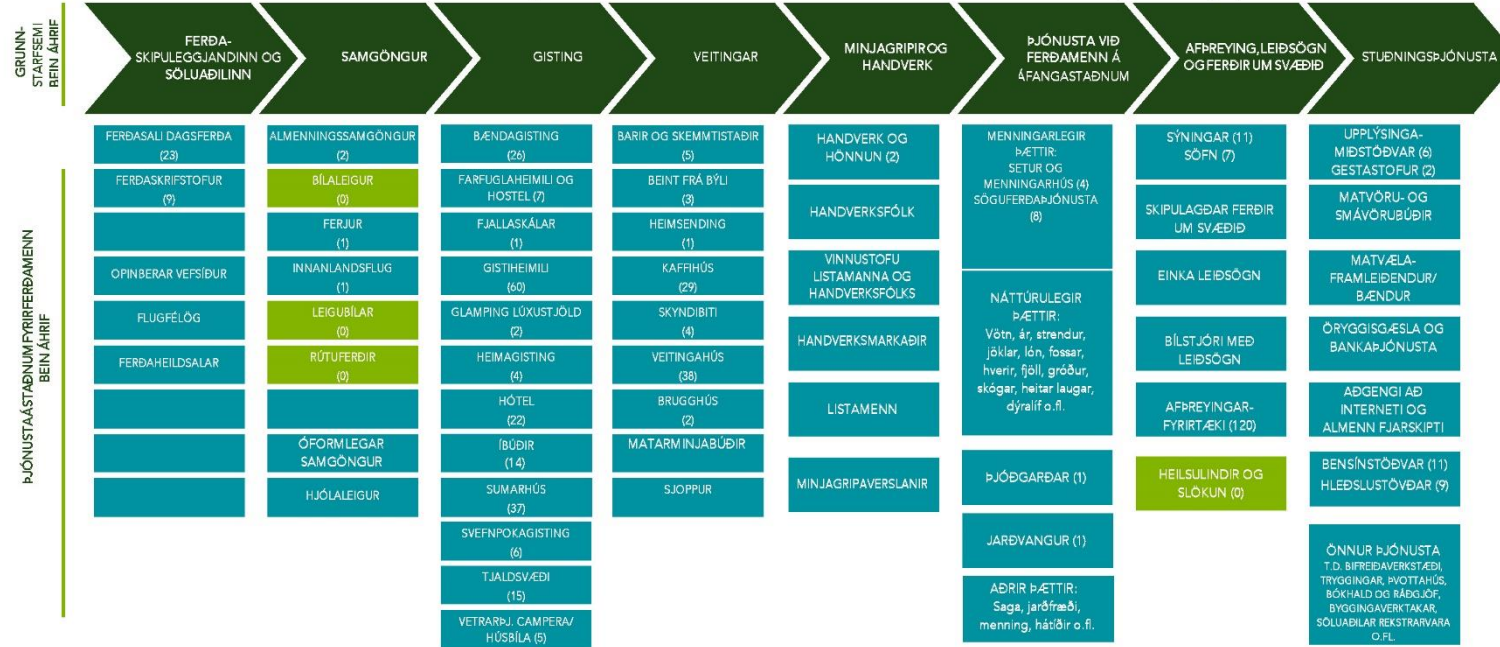 GRUNN-
STARFSEMI
BEIN ÁHRIF
FERÐA-
SKIPULEGGJANDINN OG
SÖLUAÐILINN
SAMGÖNGUR
GISTING
VEITINGAR
MINJAGRIPIR OG
HANDVERK
ÞJÓNUSTA VIÐ
FERÐAMENN Á
ÁFANGASTAÐNUM
AFÞREYING, LEIÐSÖGN
OG FERÐIR UM SVÆÐIÐ
STUÐNINGSÞJÓNUSTA
ÞJÓNUSTA Á STAÐNUM FYRIR FERÐAMENN
BEIN ÁHRIF
FERÐASALI DAGSFERÐA
(23)
FERÐASKRIFSTOFUR
(9)
OPINBERAR VEFSÍÐUR
FLUGFÉLÖG
FERÐAHEILDSALAR
ALMENNINGSSAMGÖNGUR
(2)
BÍLALEIGUR
(0)
FERJUR
(1)
INNANLANDSFLUG
(1)
LEIGUBÍLAR
(0)
RÚTUFERÐIR
(0)
ÓFORMLEGAR
SAMGÖNGUR
HJÓLALEIGUR
BÆNDAGISTING
(26)
FARFUGLAHEIMILI OG
HOSTEL (7)
FJALLASKÁLAR
(1)
GISTIHEIMILI
(60)
GLAMPING LÚXUSTJÖLD
(2)
HEIMAGISTING
(4)
HÓTEL
(22)
ÍBÚÐIR
(14)
SUMARHÚS
(37)
SVEFNPOKAGISTING
(6)
TJALDSVÆÐI
(15)
VETRARÞJ. CAMPERA/
HÚSBÍLA (5)
BARIR OG SKEMMTISTAÐIR
(5)
BEINT FRÁ BÝLI
(3)
HEIMSENDING
(1)
KAFFIHÚS
(29)
SKYNDIBITI
(4)
VEITINGAHÚS
(38)
BRUGGHÚS
(2)
MATARMINJABÚÐIR
SJOPPUR
HANDVERK OG
HÖNNUN (2)
HANDVERKSFÓLK
VINNUSTOFU
LISTAMANNA OG
HANDVERKSFÓLKS
HANDVERKSMARKAÐIR
LISTAMENN
MINJAGRIPAVERSLANIR
MENNINGARLEGIR
ÞÆTTIR:
SETUR OG
MENNINGARHÚS (4)
SÖGUFERÐAÞJÓNUSTA
(8)
NÁTTÚRULEGIR
ÞÆTTIR:
Vötn, ár, strendur,
jöklar, lón, fossar,
hverir, fjöll, gróður,
skógar, heitar laugar,
dýralíf o.fl.
ÞJÓÐGARÐAR (1)
JARÐVANGUR (1)
AÐRIR ÞÆTTIR:
Saga, jarðfræði,
menning, hátíðir o.fl.
SÝNINGAR (11)
SÖFN (7)
SKIPULAGÐAR FERÐIR
UM SVÆÐIÐ
EINKA LEIÐSÖGN
BÍLSTJÓRI MEÐ
LEIÐSÖGN
AFÞREYINGAR-
FYRIRTÆKI (120)
HEILSULINDIR OG
SLÖKUN (0)
UPPLÝSINGA-
MIÐSTÖÐVAR (6)
GESTASTOFUR (2)
MATVÖRU- OG
SMÁVÖRUBÚÐIR
MATVÆLA-
FRAMLEIÐENDUR/
BÆNDUR
ÖRYGGISGÆSLA OG
BANKAÞJÓNUSTA
AÐGENGI AÐ
INTERNETI OG
ALMENN FJARSKIPTI
BENSÍNSTÖÐVAR (11)
HLEÐSLUSTÖVÐAR (9)
ÖNNUR ÞJÓNUSTA
T.D. BIFREIÐAVERKSTÆÐI,
TRYGGINGAR, ÞVOTTAHÚS,
BÓKHALD OG RÁÐGJÖF,
BYGGINGAVERKTAKAR,
SÖLUAÐILAR REKSTRARVARA
O.FL.